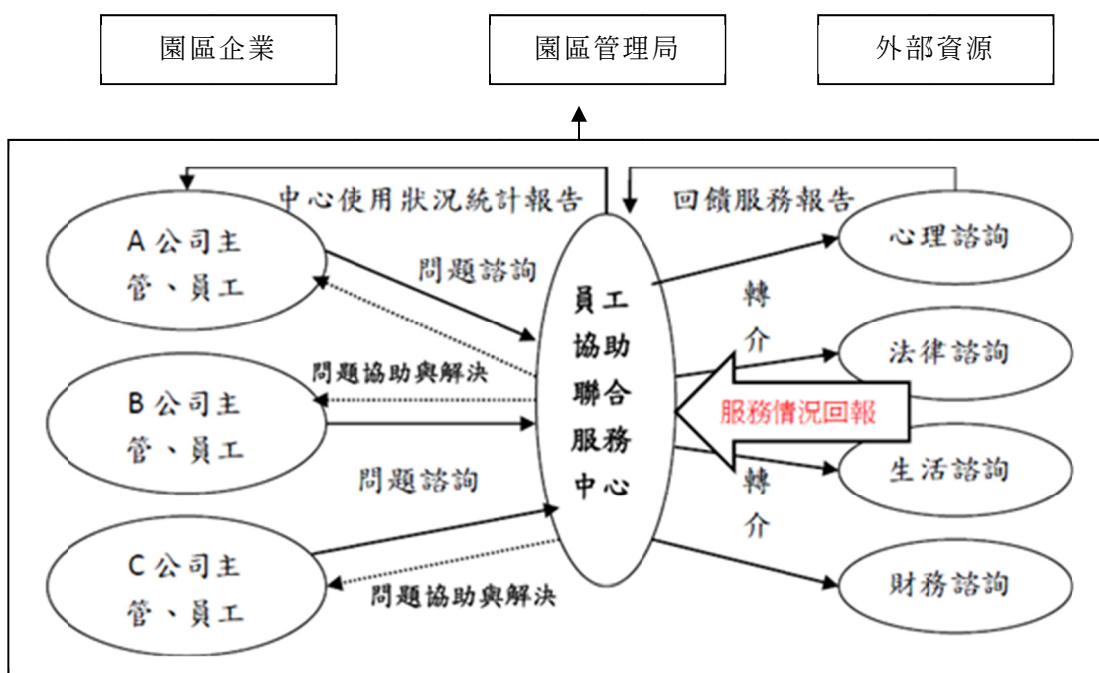 園區企業
園區管理局
外部資源
中心使用狀況統計報告
回饋服務報告
A 公司主
管、員工
問題諮詢
心理諮詢
員工
協助
聯合
服務
中心
轉
介
法律諮詢
問題協助與解決
B 公司主
管、員工
服務情況回報
生活諮詢
問題諮詢
轉
介
C 公司主
管、員工
問題協助與解決
財務諮詢